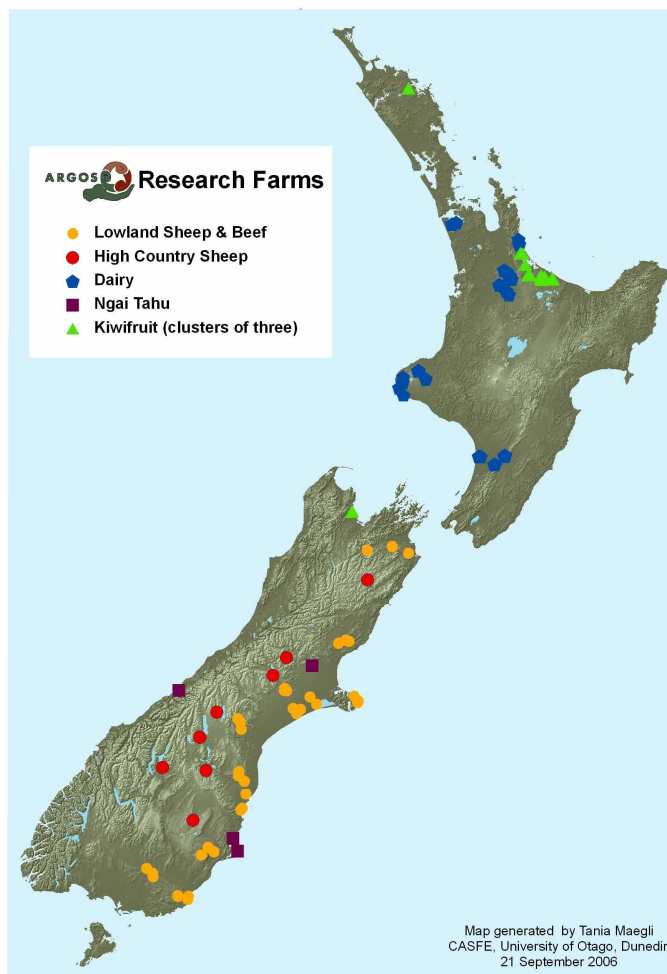 ARGOS Research Farms
Lowland Sheep & Beef
High Country Sheep
Dairy
Ngai Tahu
Kiwifruit (clusters of three)
Map generated by Tania Maegli
CASFE, University of Otago, Dunedin
21 September 2006